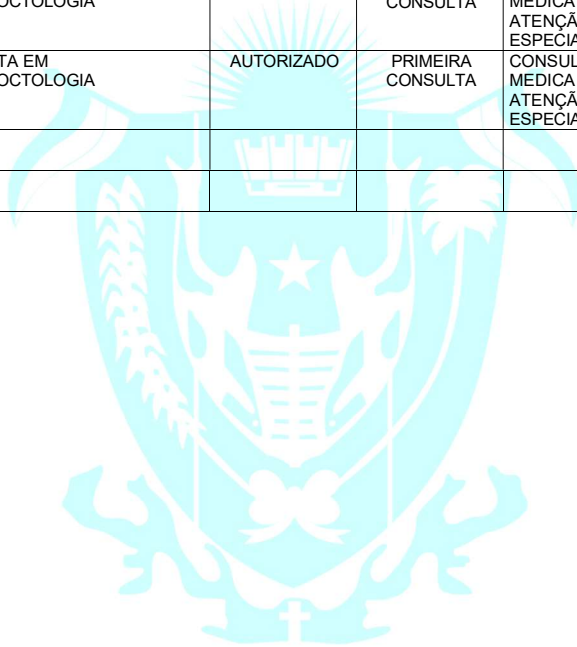 OCTOLOGIA CONSULTA MEDICA
ATENÇÃ
ESPECIA
TA EM AUTORIZADO PRIMEIRA CONSUL
OCTOLOGIA CONSULTA MEDICA
ATENÇÃ
ESPECIA